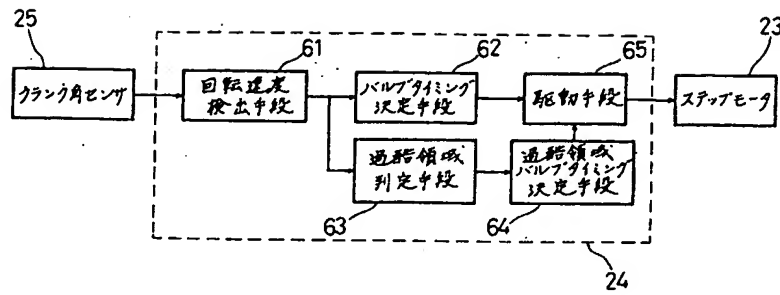 25
61
62
65
23
クランク角センサ
回転速度
検出手段
バルブタイミング
決定手段
駆動手段
ステップモータ
過酷領域
判定手段
過酷領域
バルブタイミング
決定手段
63
64
24